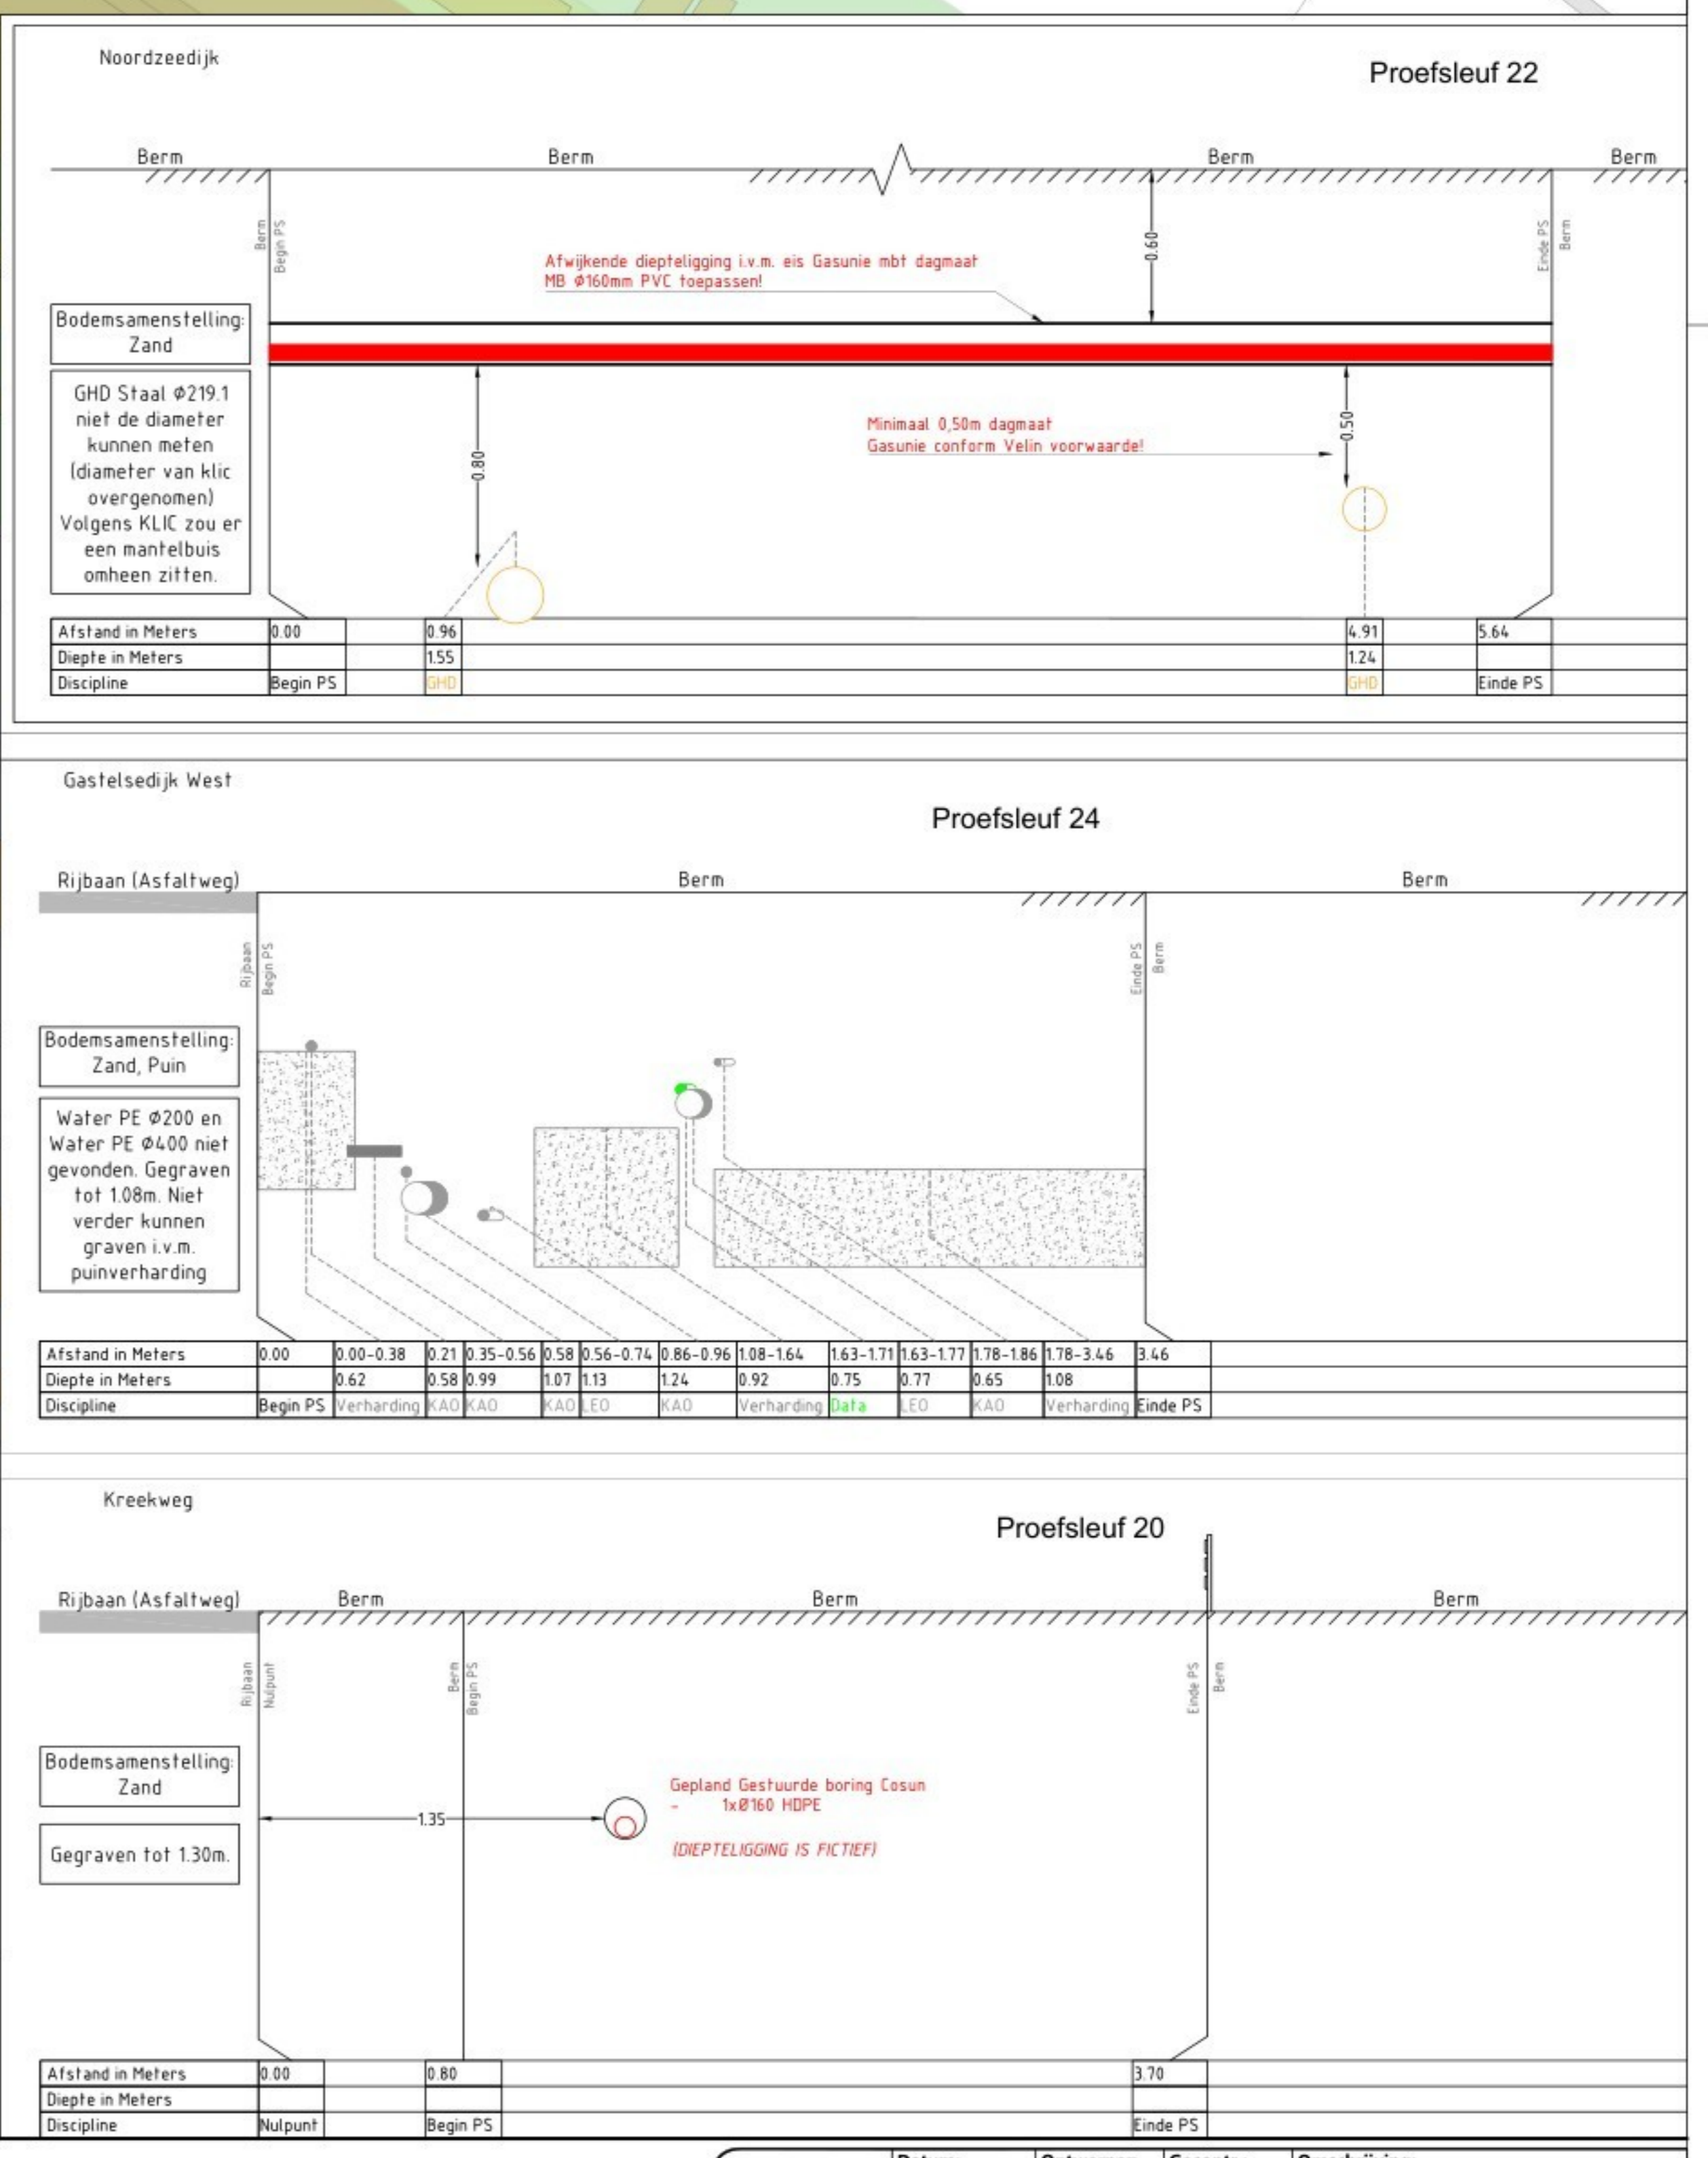 Noordzeedijk
Proefsleuf 22
Berm Berm Berm Berm
Berm
Begin PS
Einde PS
Berm
0.60
Afwijkende diepteligging i.v.m. eis Gasunie mbt dagmaat
MB Ø160mm PVC toepassen!
Bodemsamenstelling:
Zand
GHD Staal Ø219.1
niet de diameter
kunnen meten
(diameter van klic
overgenomen)
Volgens KLIC zou er
een mantelbuis
omheen zitten.
0.80
Minimaal 0,50m dagmaat
Gasunie conform Velin voorwaarde!
0.50
Afstand in Meters 0.00 0.96 4.91 5.64
Diepte in Meters 1.55 1.24
Discipline Begin PS GHD GHD Einde PS
Gastelsedijk West
Proefsleuf 24
Rijbaan (Asfaltweg) Berm Berm
Rijbaan
Begin PS
Einde PS
Berm
Bodemsamenstelling:
Zand, Puin
Water PE Ø200 en
Water PE Ø400 niet
gevonden. Gegraven
tot 1.08m. Niet
verder kunnen
graven i.v.m.
puinverharding
Afstand in Meters 0.00 0.00-0.38 0.21 0.35-0.56 0.58 0.56-0.74 0.86-0.96 1.08-1.64 1.63-1.71 1.63-1.77 1.78-1.86 1.78-3.46 3.46
Diepte in Meters 0.62 0.58 0.99 1.07 1.13 1.24 0.92 0.75 0.77 0.65 1.08
Discipline Begin PS Verharding KAO KAO KAO LEO KAO Verharding Data LEO KAO Verharding Einde PS
Kreekweg
Proefsleuf 20
Rijbaan (Asfaltweg) Berm Berm Berm
Rijbaan
Nulpunt
Berm
Begin PS
Einde PS
Berm
Bodemsamenstelling:
Zand
Gegraven tot 1.30m.
1.35
Gepland Gestuurde boring Cosun
- 1xØ160 HDPE
(DIEPTELIGGING IS FICTIEF)
Afstand in Meters 0.00 0.80 3.70
Diepte in Meters
Discipline Nulpunt Begin PS Einde PS